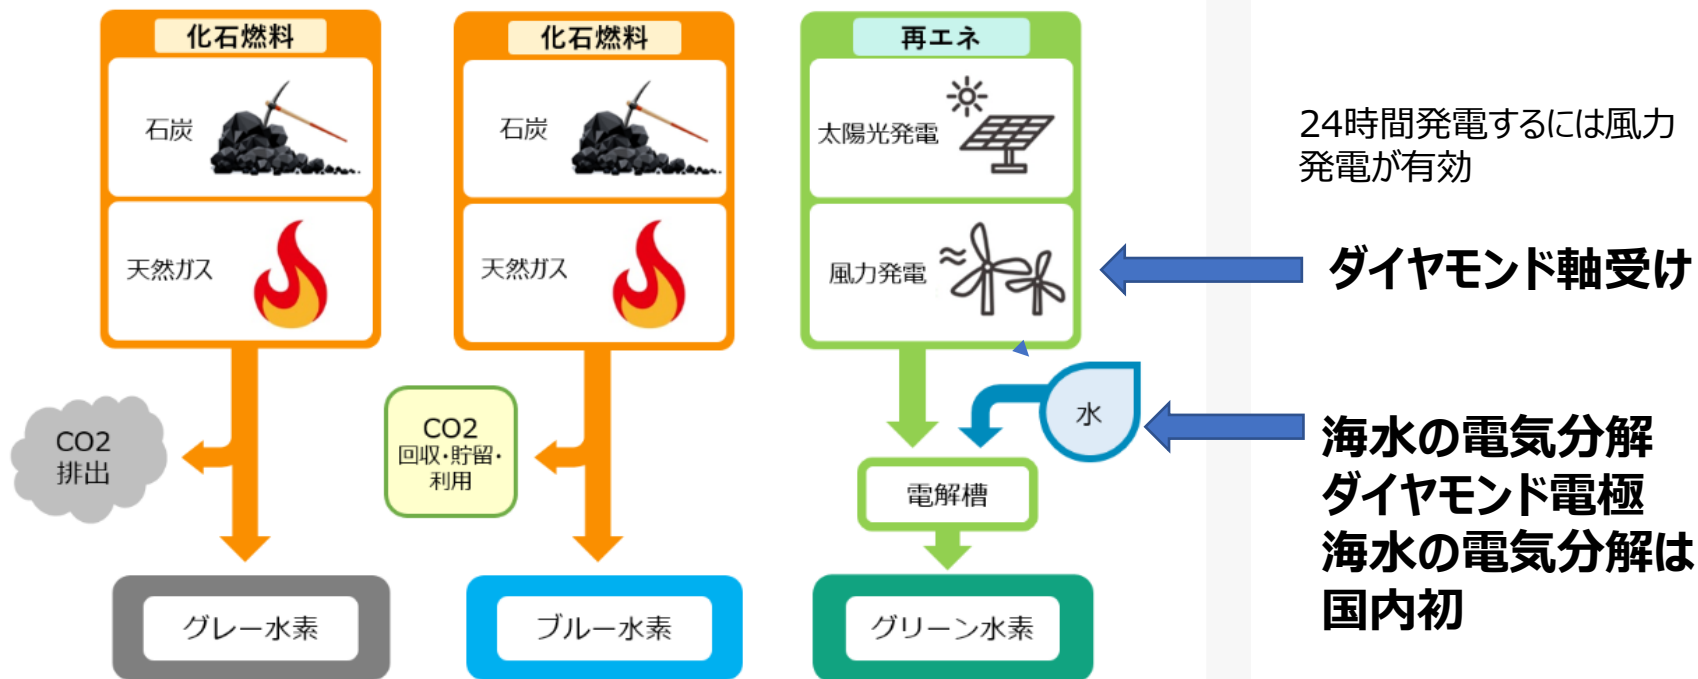 化石燃料
石炭
天然ガス
CO2
排出
グレー水素
化石燃料
石炭
天然ガス
CO2
回収・貯留・
利用
ブルー水素
再エネ
太陽光発電
風力発電
水
電解槽
グリーン水素
24時間発電するには風力
発電が有効
ダイヤモンド軸受け
海水の電気分解
ダイヤモンド電極
海水の電気分解は
国内初